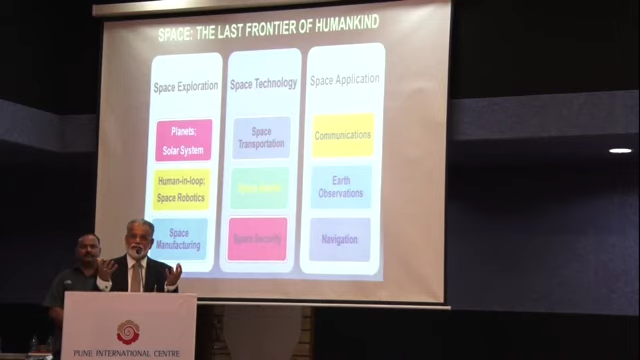 SPACE: THE LAST FRONTIER OF HUMANKIND
Space Exploration
Planets;
Solar System
Human-in-loop;
Space Robotics
Space
Manufacturing
Space Technology
Space
Transportation
Space
Space Security
Space Application
Communications
Earth
Observations
Navigation
PUNE INTERNATIONAL CENTRE